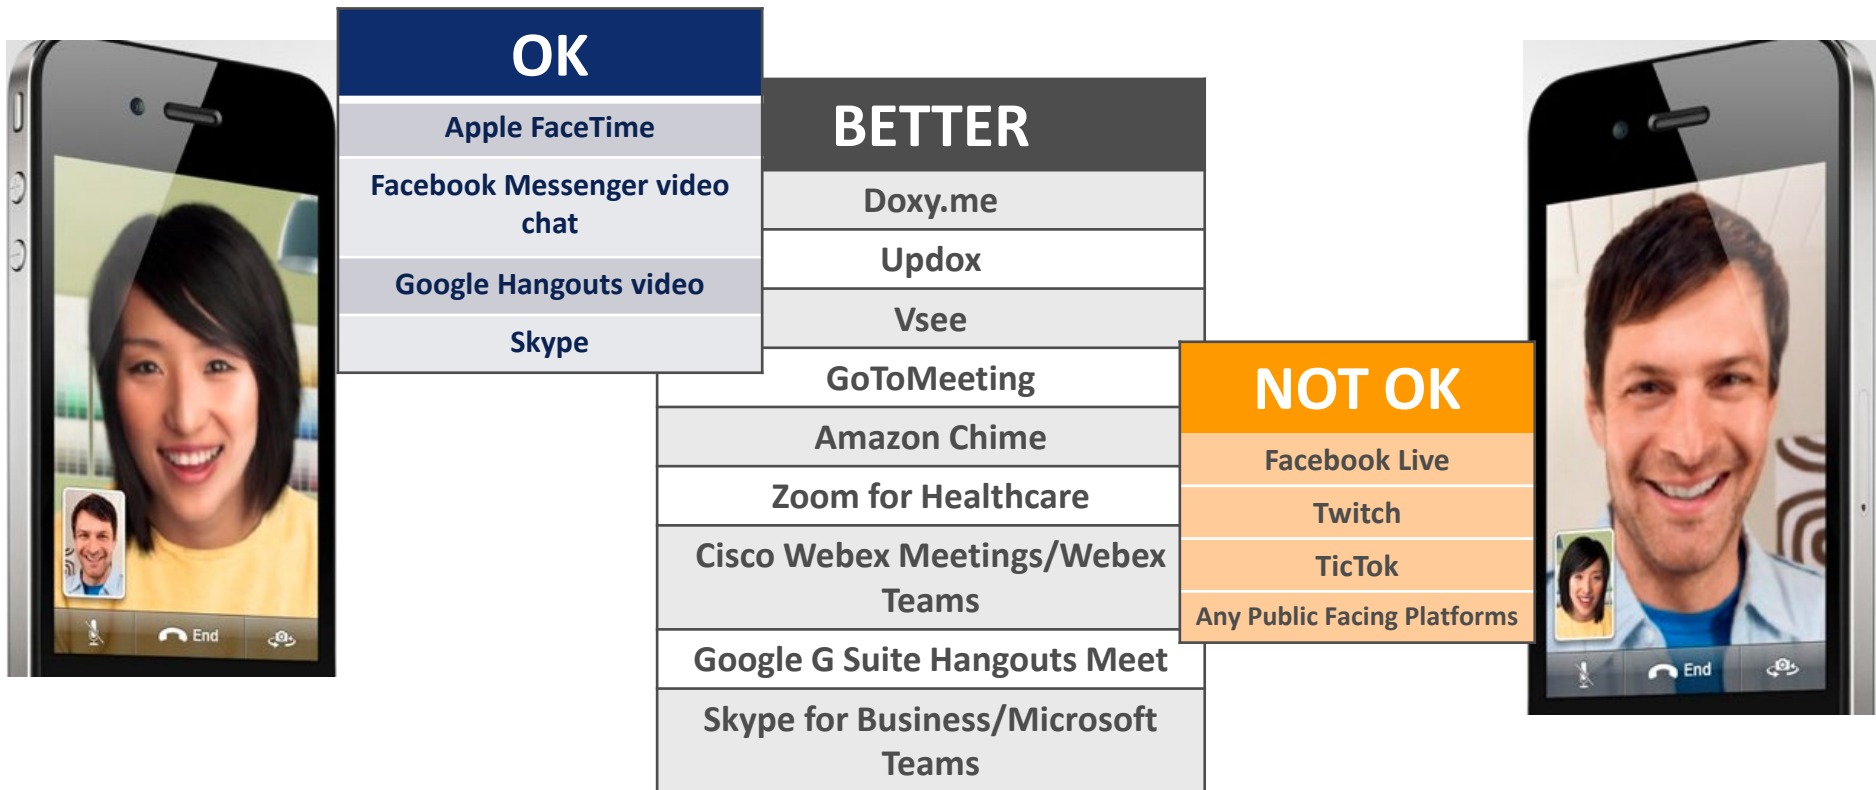 OK
Apple FaceTime
Facebook Messenger video
chat
Google Hangouts video
Skype
BETTER
Doxy.me
Updox
Vsee
GoToMeeting
Amazon Chime
Zoom for Healthcare
Cisco Webex Meetings/Webex
Teams
Google G Suite Hangouts Meet
Skype for Business/Microsoft
Teams
NOT OK
Facebook Live
Twitch
TicTok
Any Public Facing Platforms
End
End